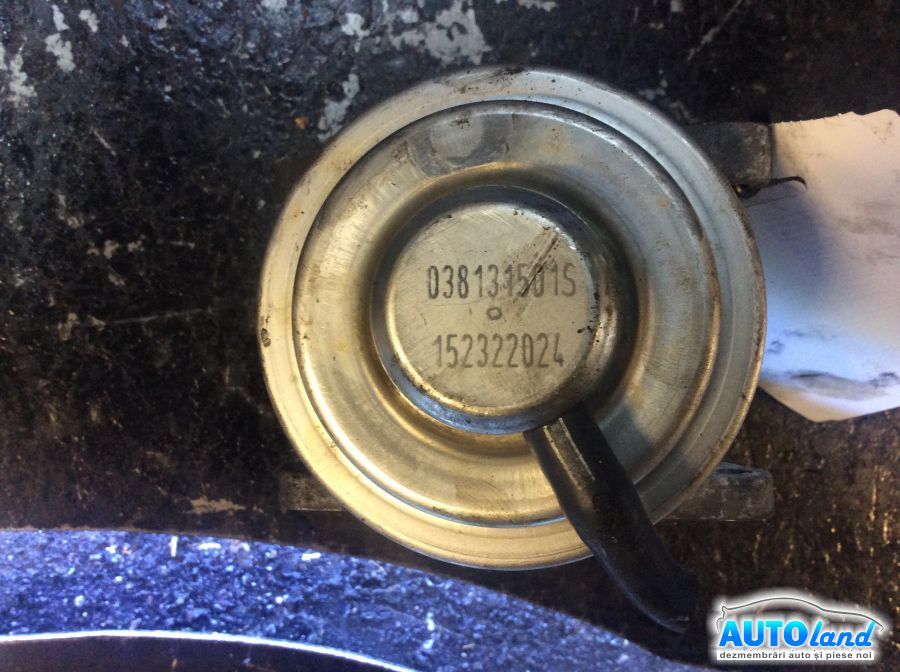 038131501S
152322024
AUTOland
dezmembrări auto și piese noi